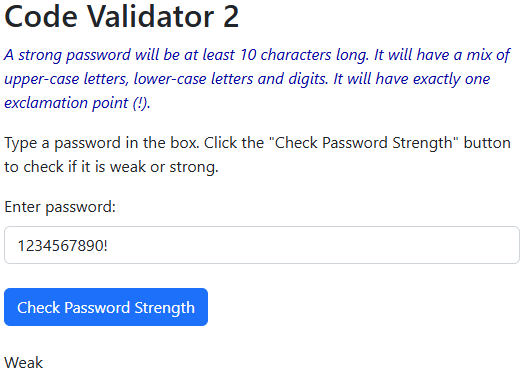 Code Validator 2
A strong password will be at least 10 characters long. It will have a mix of
upper-case letters, lower-case letters and digits. It will have exactly one
exclamation point (!).
Type a password in the box. Click the "Check Password Strength" button
to check if it is weak or strong.
Enter password:
1234567890!
Check Password Strength
Weak